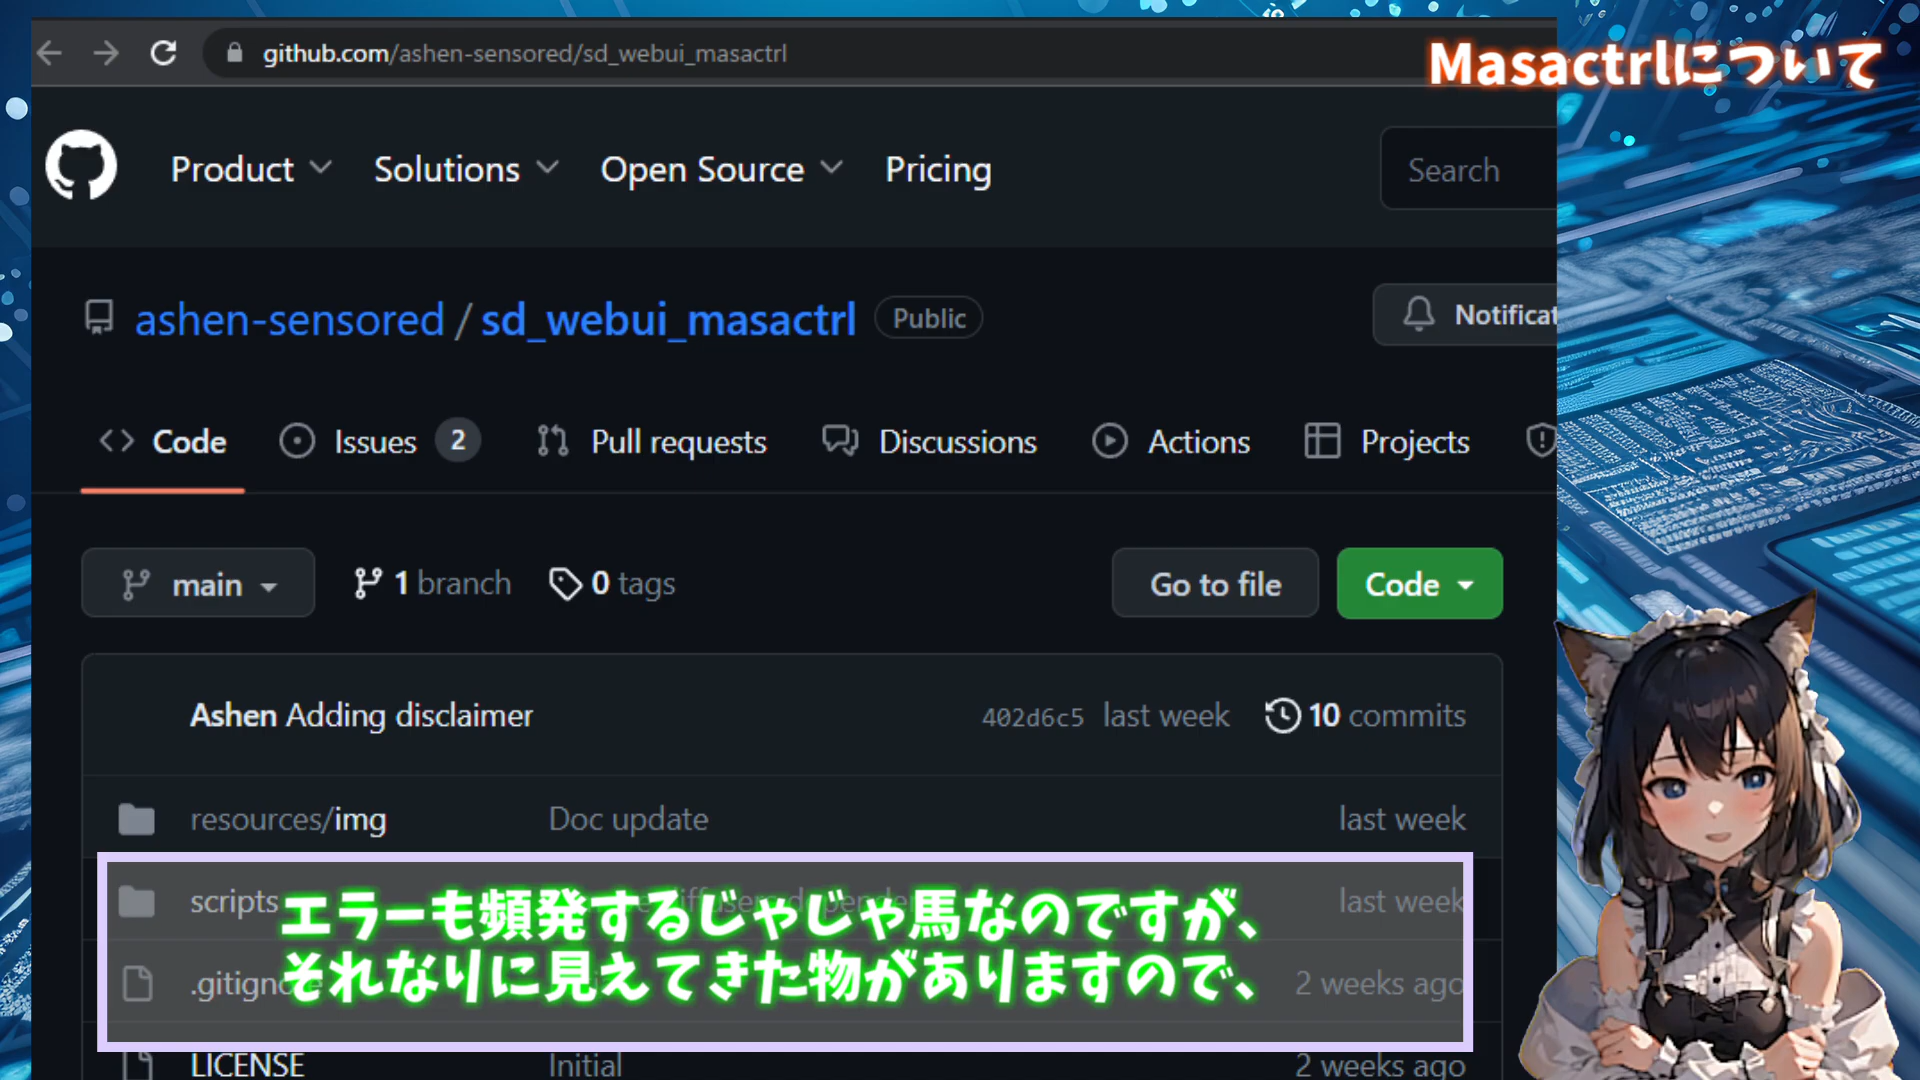 github.com/ashen-sensored/sd_webui_masactrl
Masactrlについて
Product Solutions Open Source Pricing
Search
ashen-sensored / sd_webui_masactrl Public
Notificat
Code Issues 2 Pull requests Discussions Actions Projects
main 1 branch 0 tags Go to file Code
Ashen Adding disclaimer 402d6c5 last week 10 commits
resources/img Doc update last week
scripts last week
エラーも頻発するじゃじゃ馬なのですが、
それなりに見えてきた物がありますので、
.gitign 2 weeks ago
LICENSE Initial 2 weeks ago